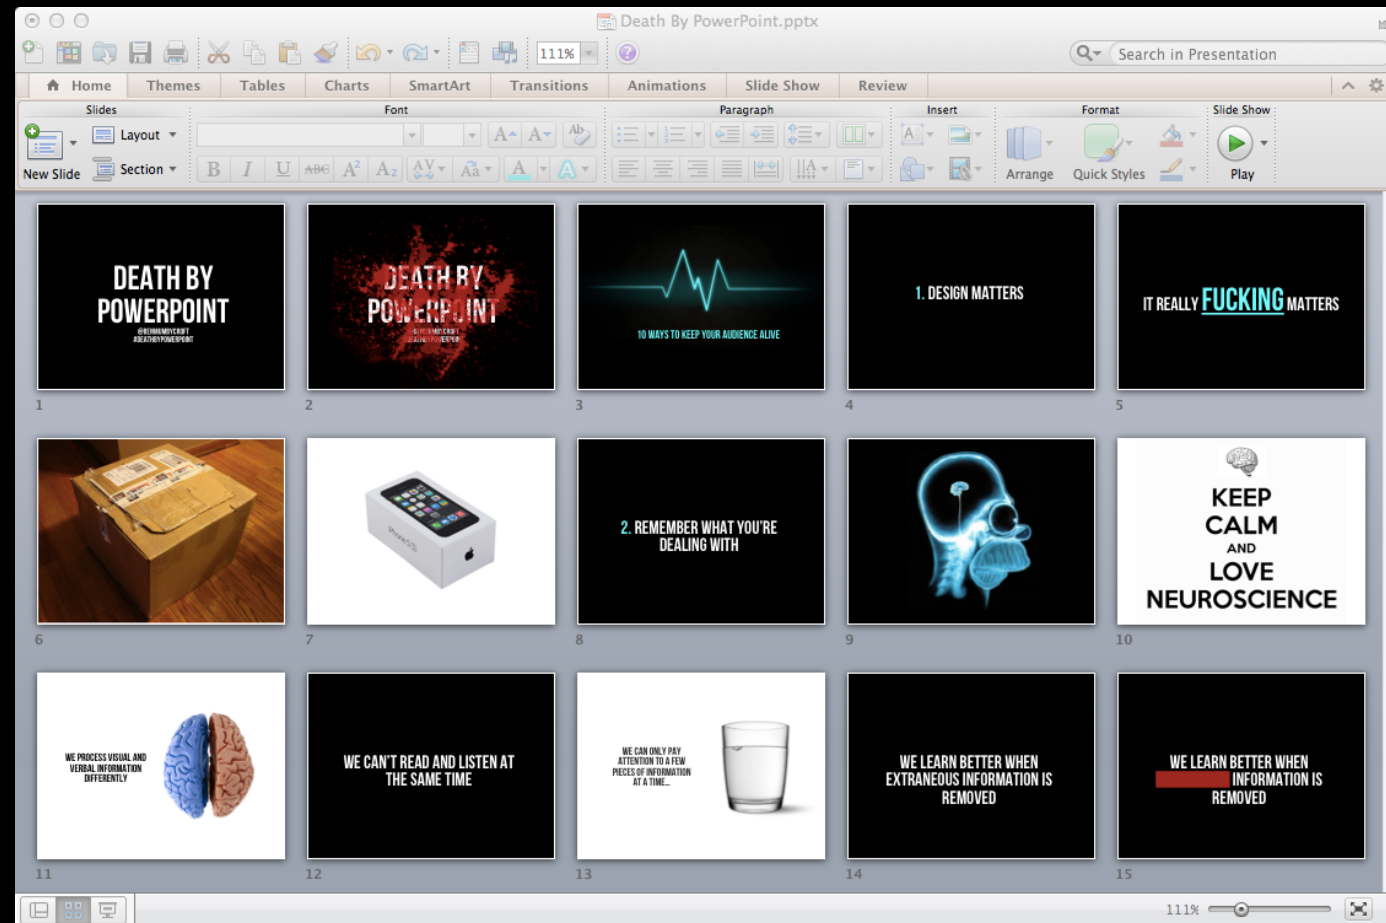 Death By PowerPoint.pptx
111%
Search in Presentation
Home Themes Tables Charts SmartArt Transitions Animations Slide Show Review
Slides Font Paragraph Insert Format Slide Show
Layout
Section
New Slide
Arrange
Quick Styles
Play
DEATH BY
POWERPOINT
@BENMUMBYCROFT
#DEATHBYPOWERPOINT
1
DEATH BY
POWERPOINT
2
10 WAYS TO KEEP YOUR AUDIENCE ALIVE
3
1. DESIGN MATTERS
4
IT REALLY FUCKING MATTERS
5
6
iPhone 5s
7
2. REMEMBER WHAT YOU'RE
DEALING WITH
8
9
KEEP
CALM
AND
LOVE
NEUROSCIENCE
10
WE PROCESS VISUAL AND
VERBAL INFORMATION
DIFFERENTLY
11
WE CAN'T READ AND LISTEN AT
THE SAME TIME
12
WE CAN ONLY PAY
ATTENTION TO A FEW
PIECES OF INFORMATION
AT A TIME...
13
WE LEARN BETTER WHEN
EXTRANEOUS INFORMATION IS
REMOVED
14
WE LEARN BETTER WHEN
INFORMATION IS
REMOVED
15
111%